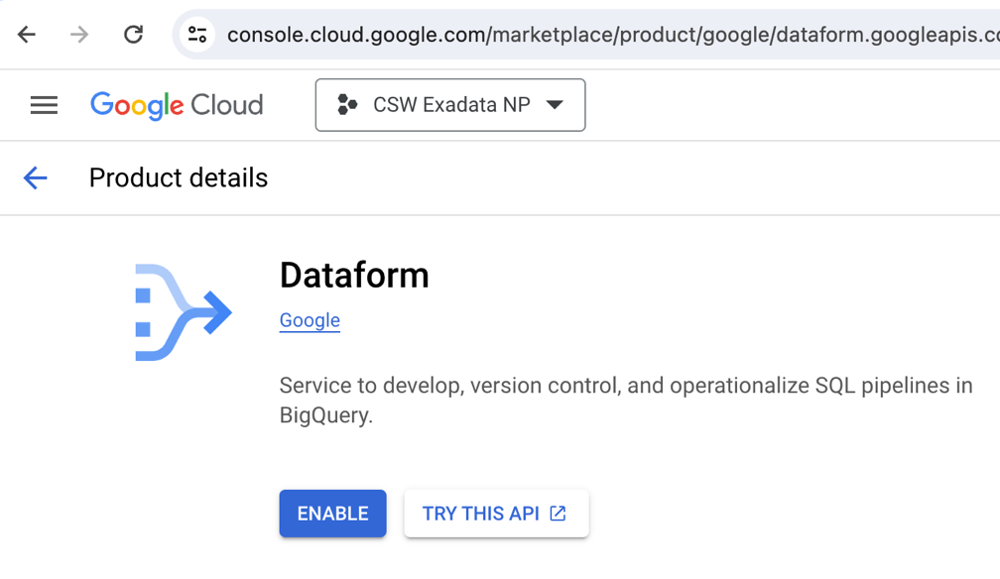 console.cloud.google.com/marketplace/product/google/dataform.googleapis.co
Google Cloud
CSW Exadata NP
Product details
Dataform
Google
Service to develop, version control, and operationalize SQL pipelines in
BigQuery.
ENABLE
TRY THIS API